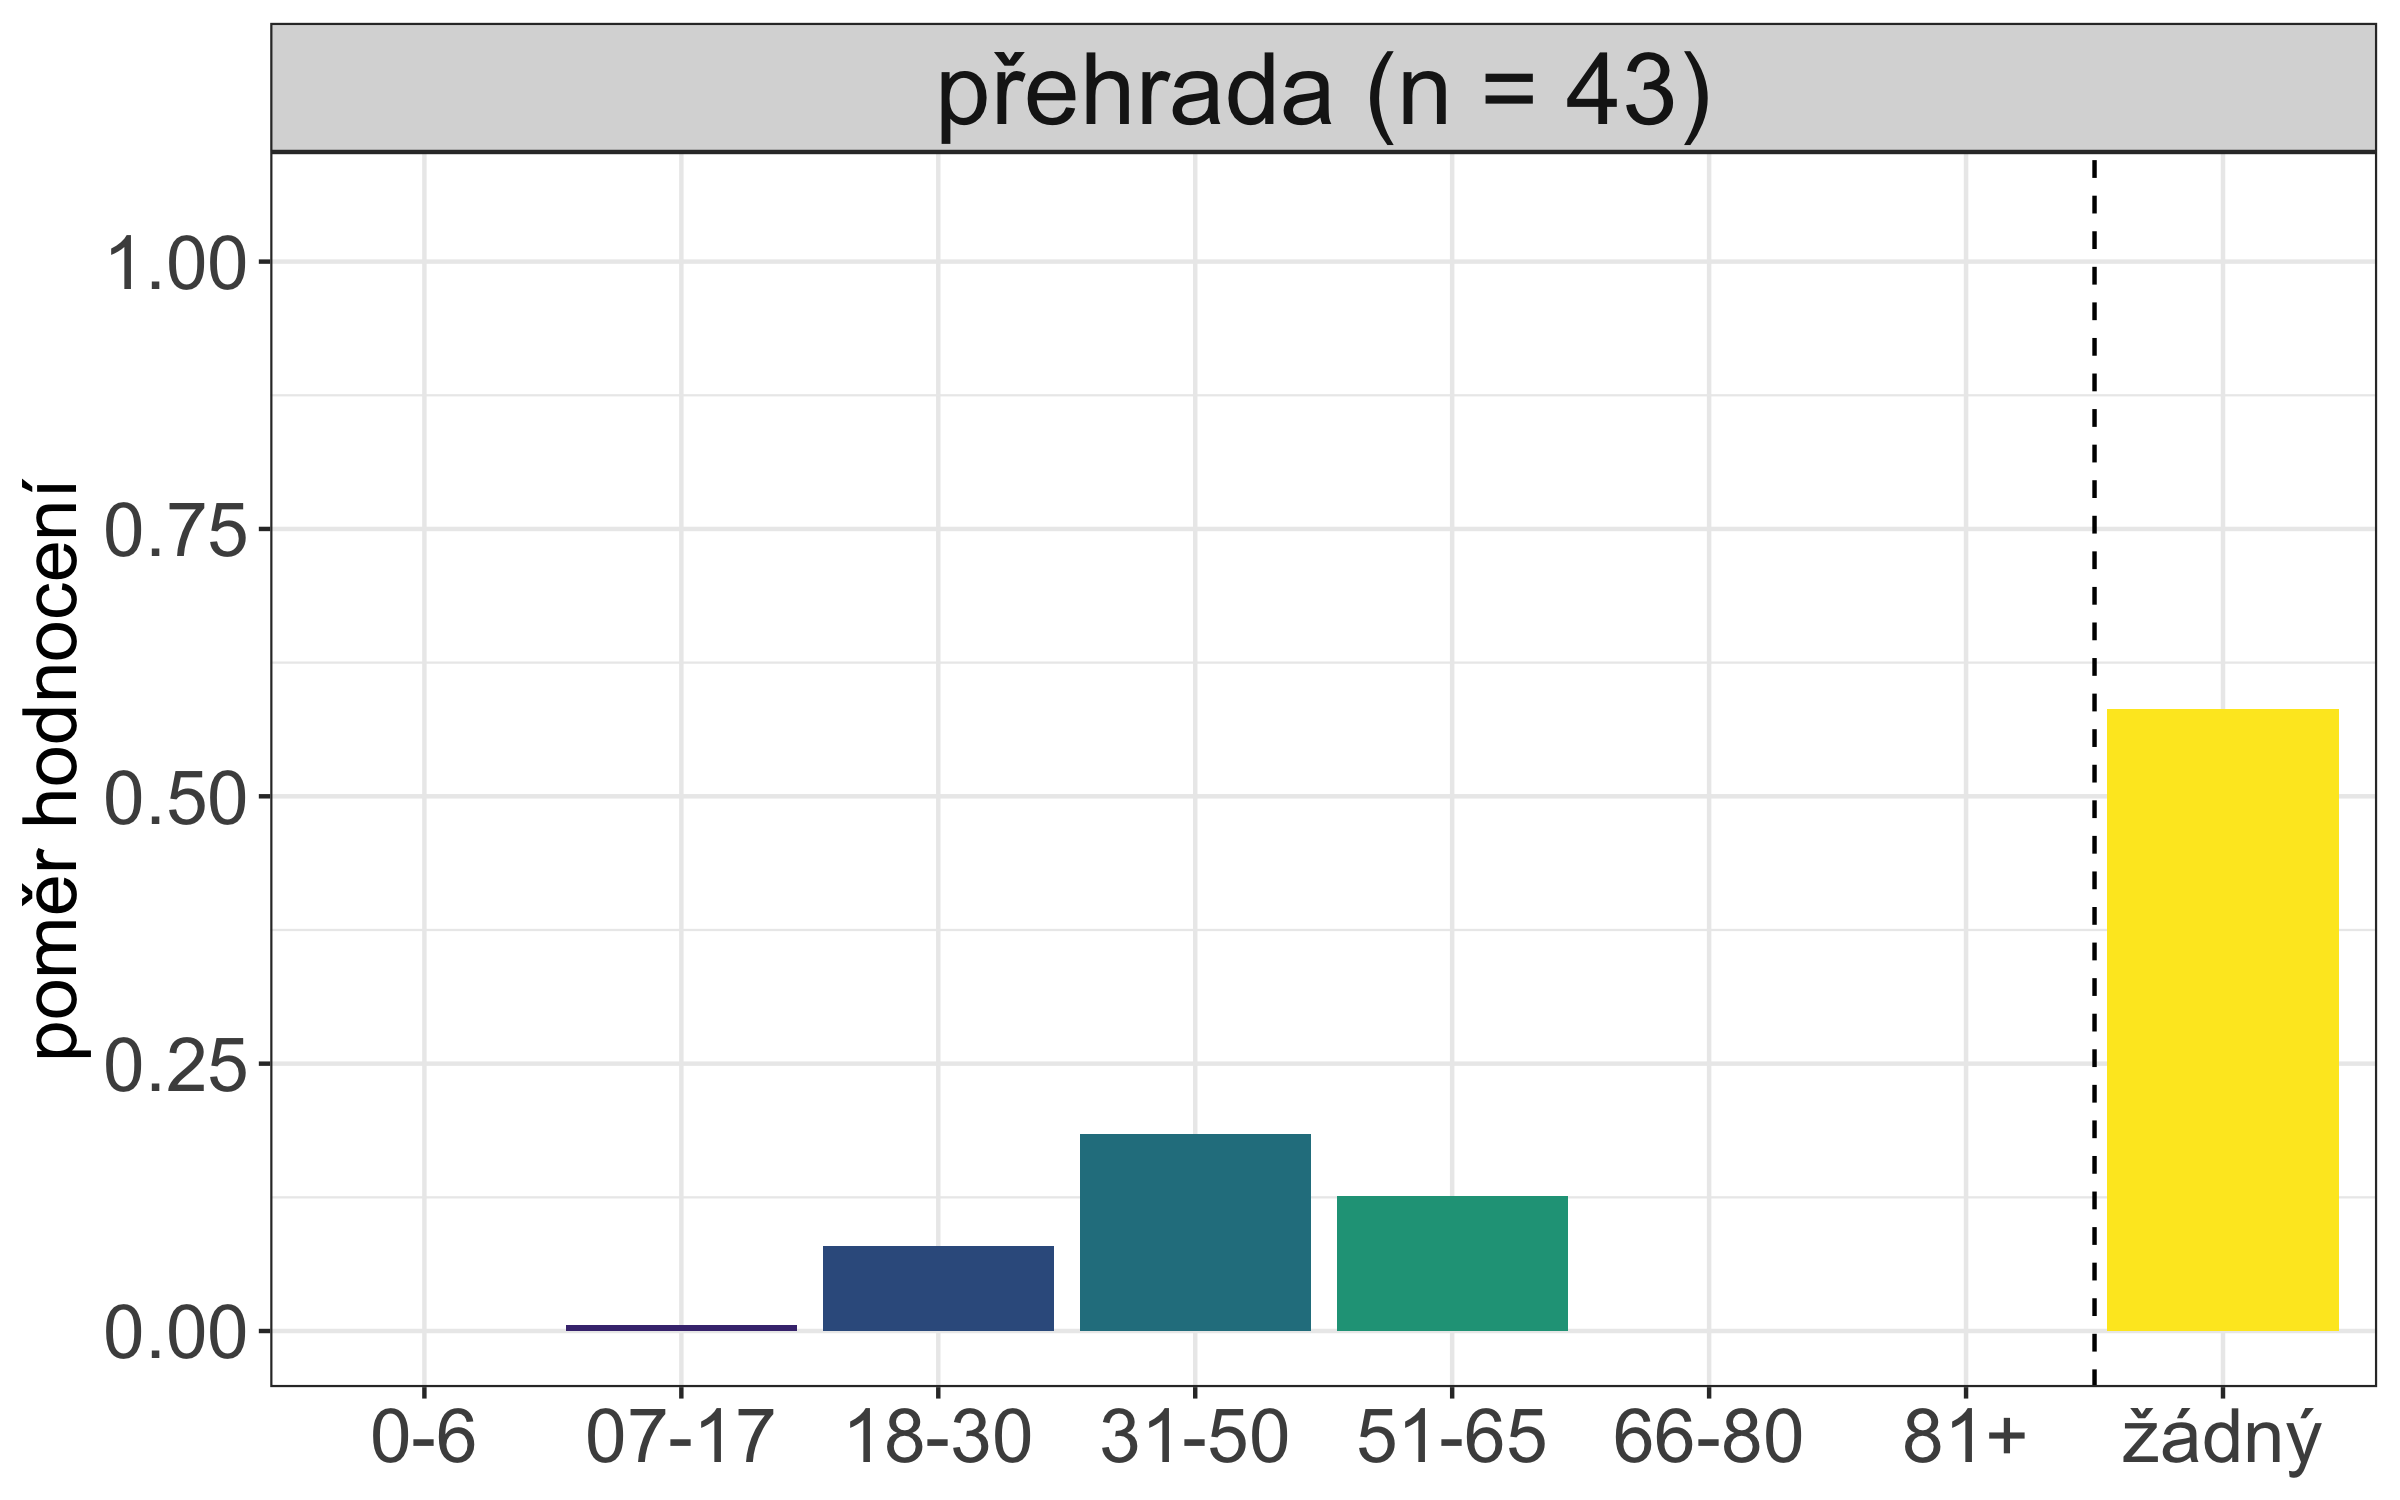 přehrada (n = 43)
poměr hodnocení
1.00
0.75
0.50
0.25
0.00
0-6 07-17 18-30 31-50 51-65 66-80 81+ žádný